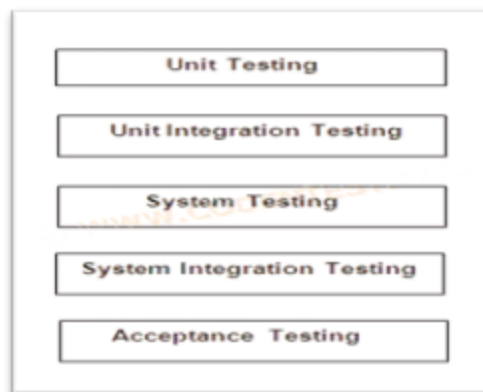 Unit Testing
Unit Integration Testing
System Testing
System Integration Testing
Acceptance Testing